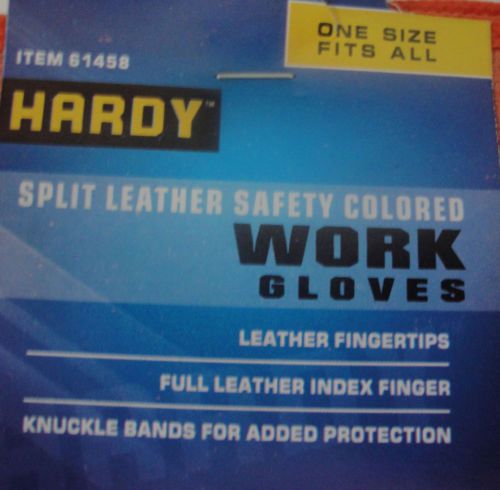 ONE SIZE
FITS ALL
ITEM 61458
HARDY™
SPLIT LEATHER SAFETY COLORED
WORK
GLOVES
LEATHER FINGERTIPS
FULL LEATHER INDEX FINGER
KNUCKLE BANDS FOR ADDED PROTECTION